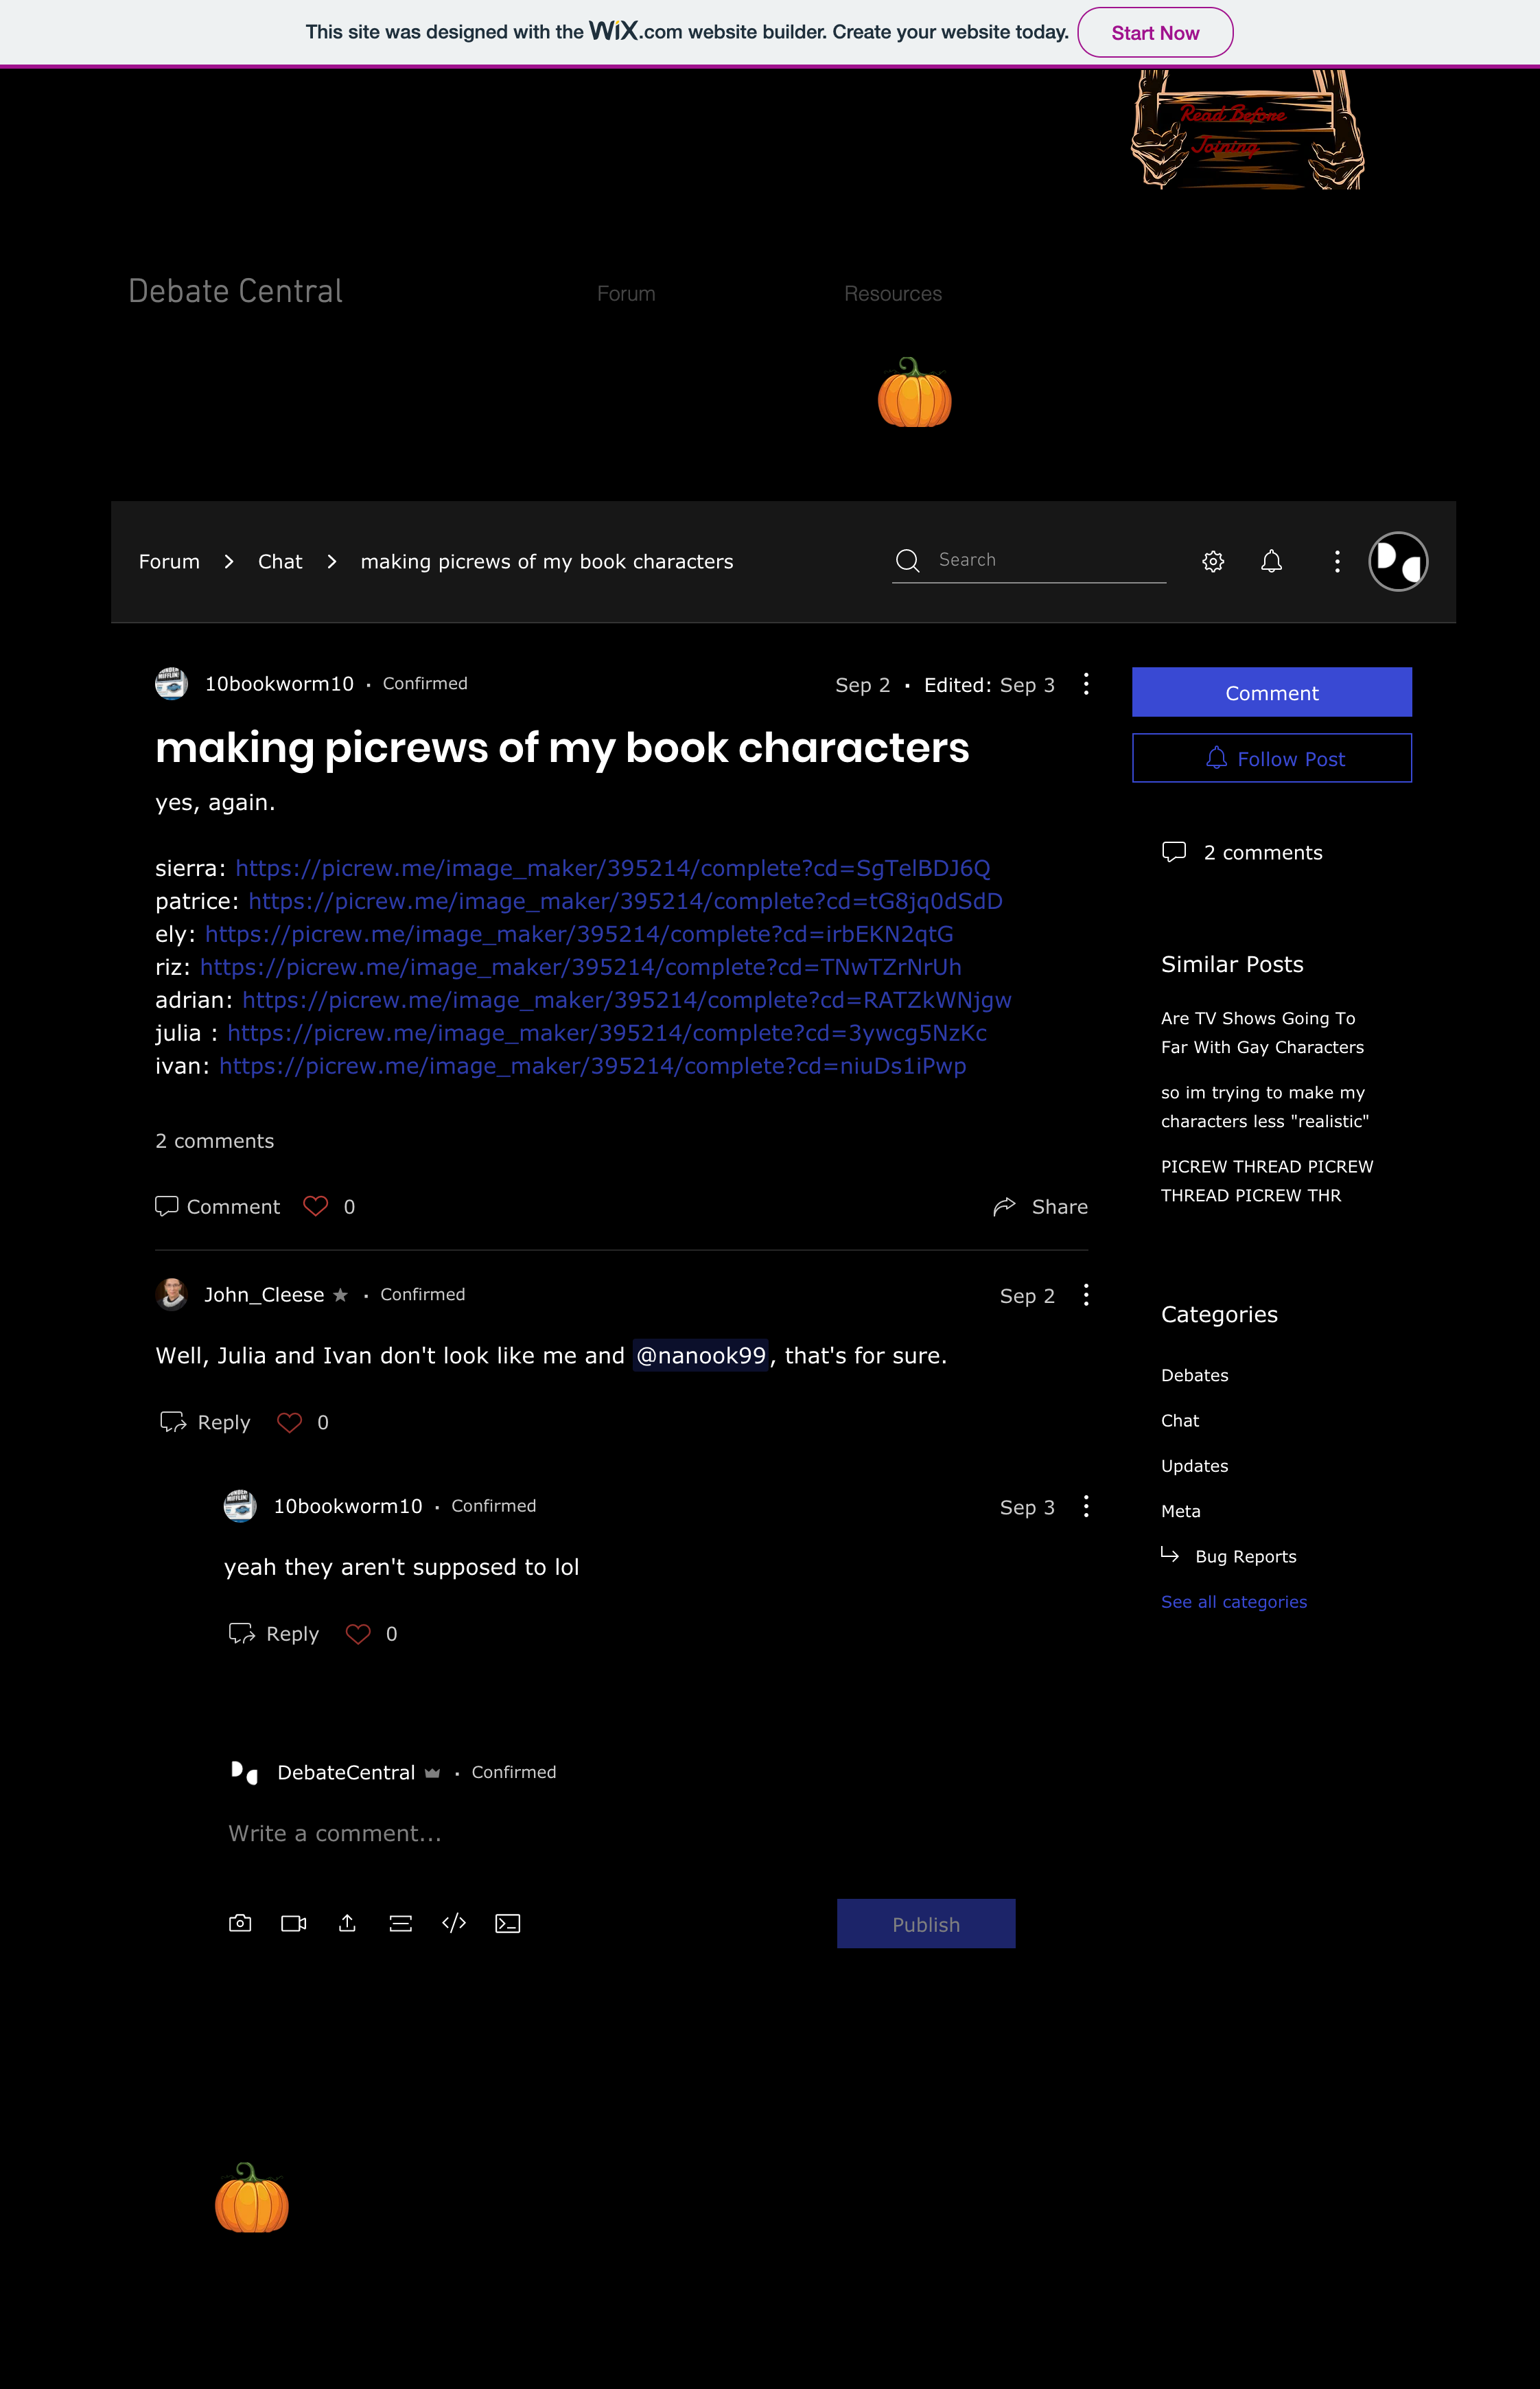 This site was designed with the WiX.com website builder. Create your website today. Start Now
Read Before
Joining
Debate Central
Forum
Resources
Forum > Chat > making picrews of my book characters
Search
10bookworm10 · Confirmed
Sep 2 · Edited: Sep 3
making picrews of my book characters
yes, again.
sierra: https://picrew.me/image_maker/395214/complete?cd=SgTelBDJ6Q
patrice: https://picrew.me/image_maker/395214/complete?cd=tG8jq0dSdD
ely: https://picrew.me/image_maker/395214/complete?cd=irbEKN2qtG
riz: https://picrew.me/image_maker/395214/complete?cd=TNwTZrNrUh
adrian: https://picrew.me/image_maker/395214/complete?cd=RATZkWNjgw
julia : https://picrew.me/image_maker/395214/complete?cd=3ywcg5NzKc
ivan: https://picrew.me/image_maker/395214/complete?cd=niuDs1iPwp
2 comments
Comment 0 Share
John_Cleese · Confirmed
Sep 2
Well, Julia and Ivan don't look like me and @nanook99, that's for sure.
Reply 0
10bookworm10 · Confirmed
Sep 3
yeah they aren't supposed to lol
Reply 0
DebateCentral · Confirmed
Write a comment...
Publish
Comment
Follow Post
2 comments
Similar Posts
Are TV Shows Going To
Far With Gay Characters
so im trying to make my
characters less "realistic"
PICREW THREAD PICREW
THREAD PICREW THR
Categories
Debates
Chat
Updates
Meta
Bug Reports
See all categories